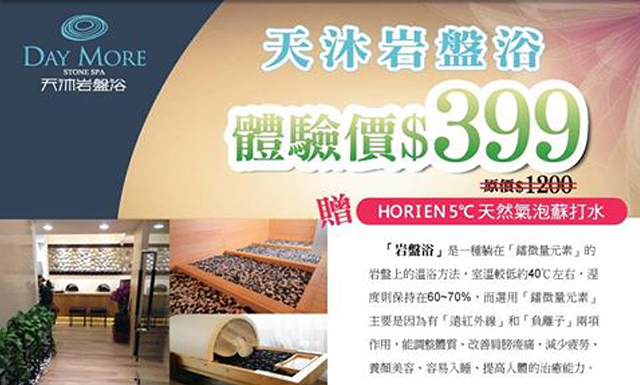 DAY MORE
STONE SPA
天沐岩盤浴
天沐岩盤浴
體驗價$399
原價$1200
贈 HORIEN 5℃ 天然氣泡蘇打水
「岩盤浴」是一種躺在「鐳微量元素」的
岩盤上的溫浴方法，室溫較低約40℃左右，溼
度則保持在60~70%，而選用「鐳微量元素」
主要是因為有「遠紅外線」和「負離子」兩項
作用，能調整體質、改善肩膀痠痛、減少疲勞、
養顏美容、容易入睡、提高人體的治癒能力。